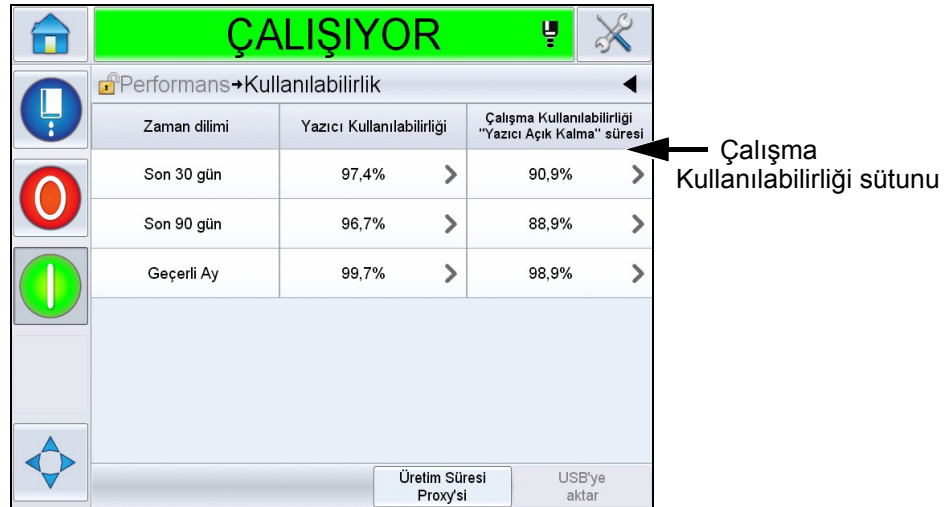 ÇALIŞIYOR
Performans→Kullanılabilirlik
Zaman dilimi
Yazıcı Kullanılabilirliği
Çalışma Kullanılabilirliği
"Yazıcı Açık Kalma" süresi
Son 30 gün
97,4%
90,9%
Son 90 gün
96,7%
88,9%
Geçerli Ay
99,7%
98,9%
Üretim Süresi
Proxy'si
USB'ye
aktar
Çalışma
Kullanılabilirliği sütunu